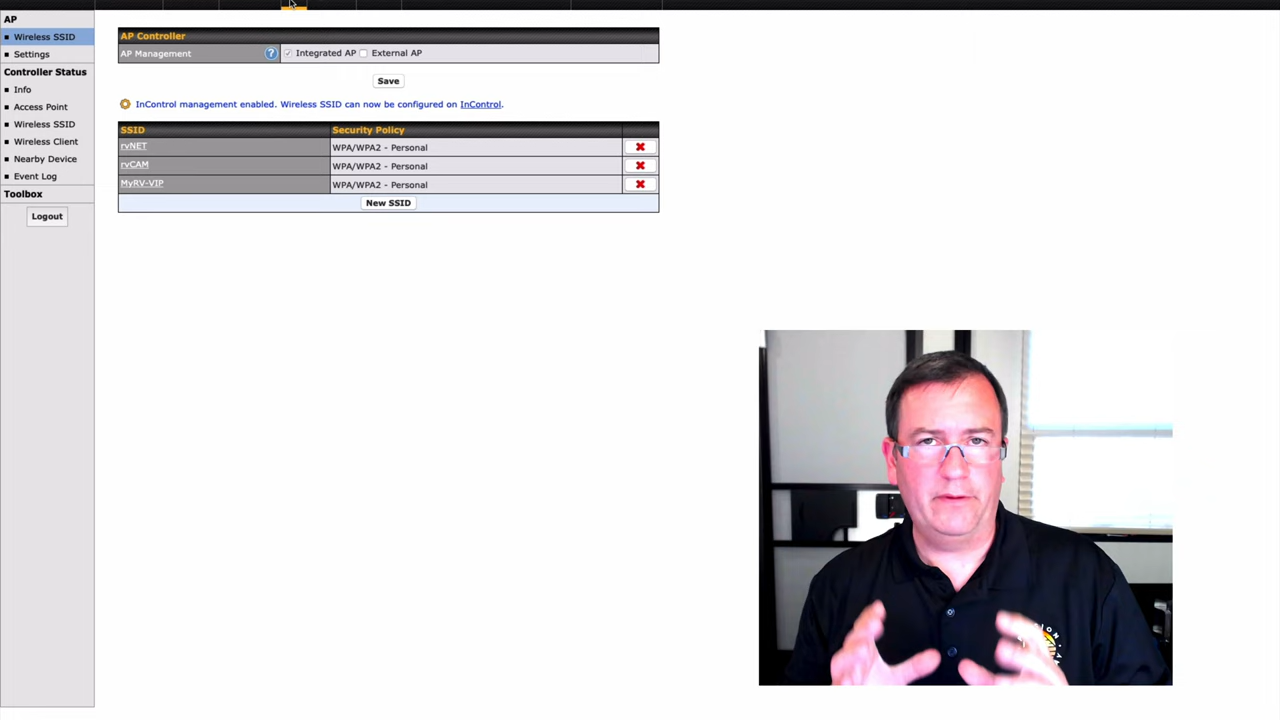 AP
Wireless SSID
Settings
Controller Status
Info
Access Point
Wireless SSID
Wireless Client
Nearby Device
Event Log
Toolbox
Logout
AP Controller
AP Management ? Integrated AP External AP
Save
InControl management enabled. Wireless SSID can now be configured on InControl.
SSID Security Policy
rvNET WPA/WPA2 - Personal
rvCAM WPA/WPA2 - Personal
MyRV-VIP WPA/WPA2 - Personal
New SSID